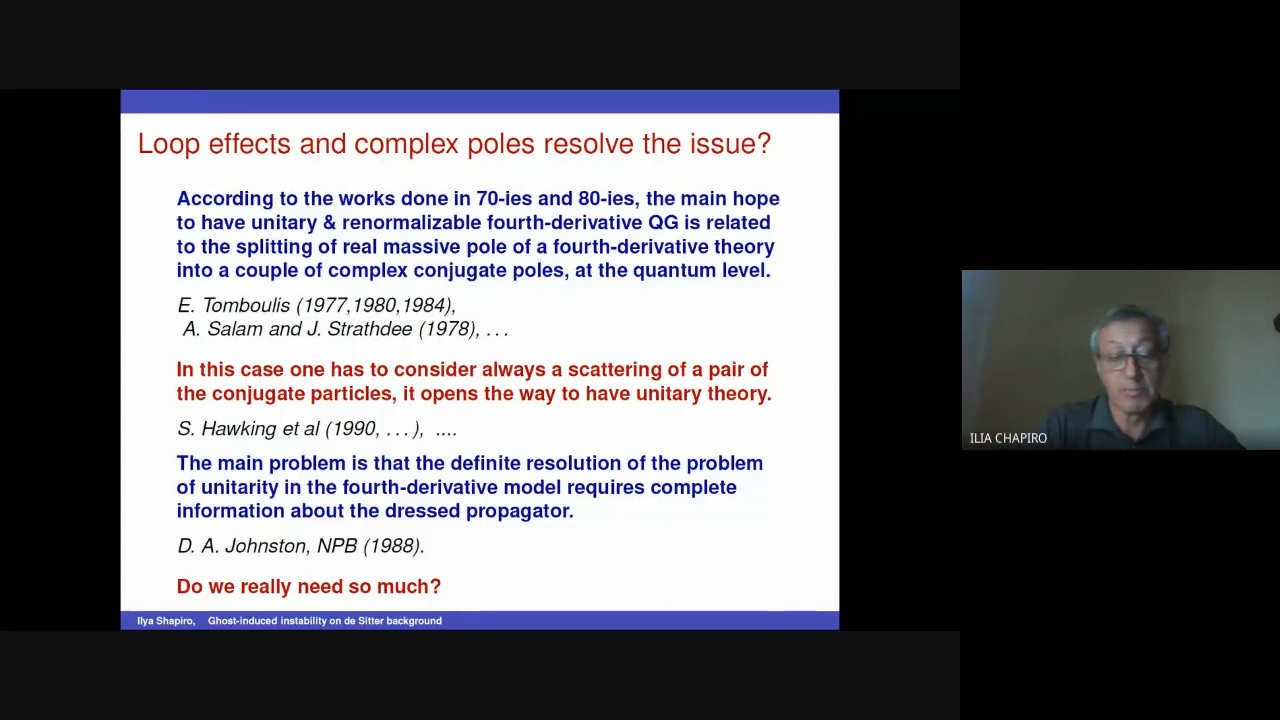 Loop effects and complex poles resolve the issue?
According to the works done in 70-ies and 80-ies, the main hope
to have unitary & renormalizable fourth-derivative QG is related
to the splitting of real massive pole of a fourth-derivative theory
into a couple of complex conjugate poles, at the quantum level.
E. Tomboulis (1977,1980,1984),
A. Salam and J. Strathdee (1978), ...
In this case one has to consider always a scattering of a pair of
the conjugate particles, it opens the way to have unitary theory.
S. Hawking et al (1990, ...), ....
The main problem is that the definite resolution of the problem
of unitarity in the fourth-derivative model requires complete
information about the dressed propagator.
D. A. Johnston, NPB (1988).
Do we really need so much?
Ilya Shapiro, Ghost-induced instability on de Sitter background
ILIA CHAPIRO